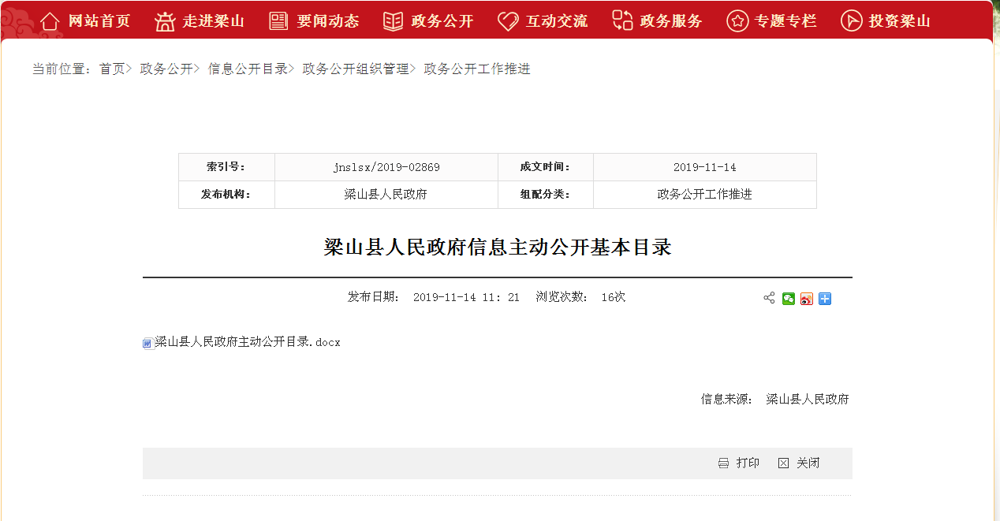 网站首页 走进梁山 要闻动态 政务公开 互动交流 政务服务 专题专栏 投资梁山
当前位置：首页> 政务公开> 信息公开目录> 政务公开组织管理> 政务公开工作推进
索引号： jnslsx/2019-02869 成文时间： 2019-11-14
发布机构： 梁山县人民政府 组配分类： 政务公开工作推进
梁山县人民政府信息主动公开基本目录
发布日期： 2019-11-14 11：21 浏览次数： 16次
梁山县人民政府主动公开目录.docx
信息来源： 梁山县人民政府
打印 关闭